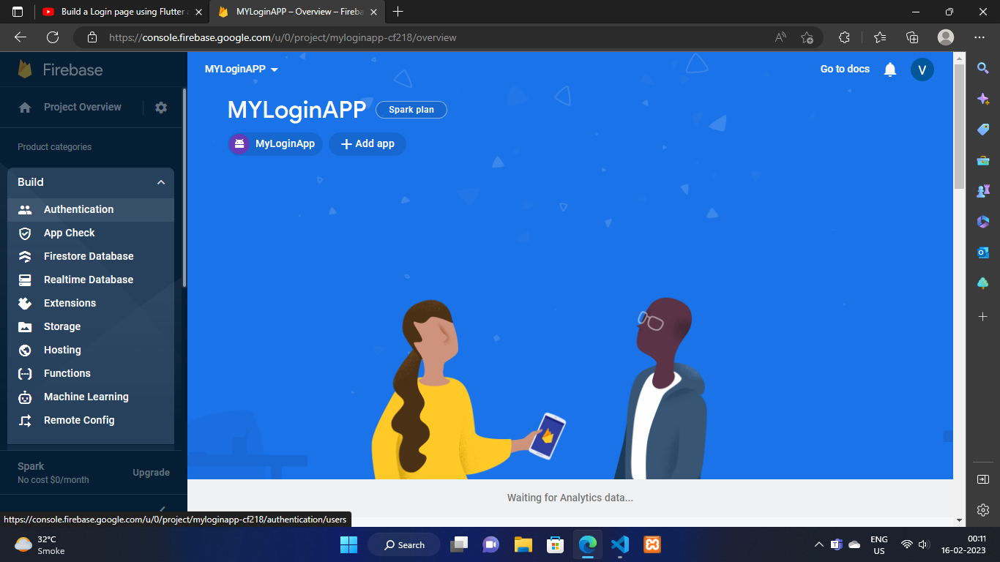 Build a Login page using Flutter a
MYLoginAPP – Overview – Fireba
https://console.firebase.google.com/u/0/project/myloginapp-cf218/overview
Firebase
MYLoginAPP
Go to docs
V
Project Overview
MYLoginAPP
Spark plan
MyLoginApp
Add app
Product categories
Build
Authentication
App Check
Firestore Database
Realtime Database
Extensions
Storage
Hosting
Functions
Machine Learning
Remote Config
Spark
No cost $0/month
Upgrade
Waiting for Analytics data...
https://console.firebase.google.com/u/0/project/myloginapp-cf218/authentication/users
32°C
Smoke
Search
ENG
US
00:11
16-02-2023